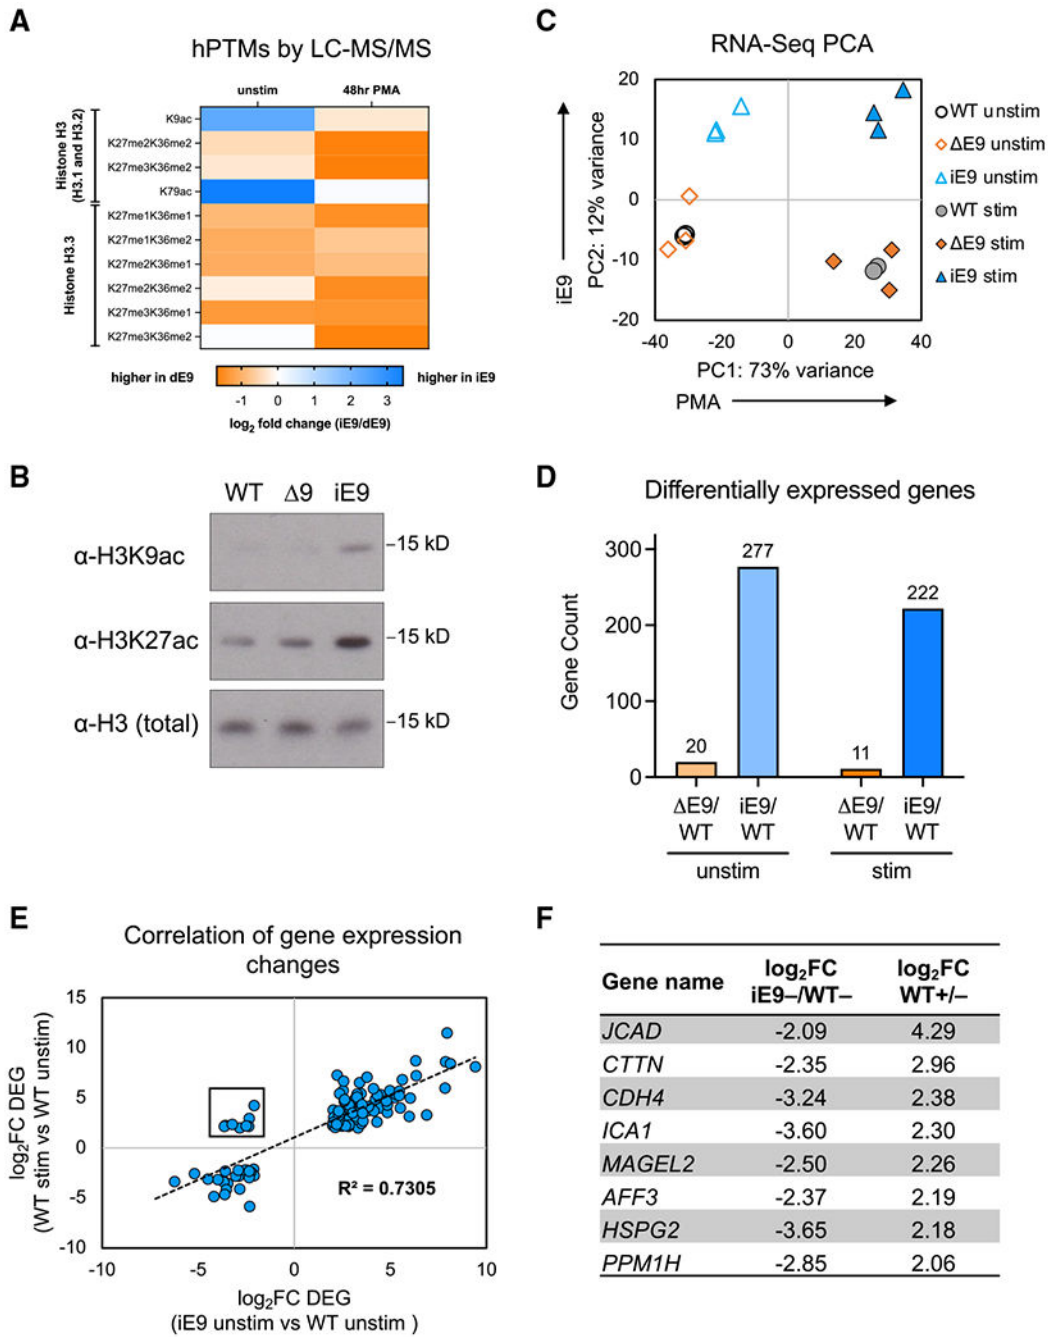 A
hPTMs by LC-MS/MS
unstim
48hr PMA
Histone H3
(H3.1 and H3.2)
K9ac
K27me2K36me2
K27me3K36me2
K79ac
Histone H3.3
K27me1K36me1
K27me1K36me2
K27me2K36me1
K27me2K36me2
K27me3K36me1
K27me3K36me2
higher in dE9
higher in iE9
-1 0 1 2 3
log2 fold change (iE9/dE9)
B
WT Δ9 iE9
α-H3K9ac
–15 kD
α-H3K27ac
–15 kD
α-H3 (total)
–15 kD
C
RNA-Seq PCA
iE9
PC2: 12% variance
20
10
0
-10
-20
-40 -20 0 20 40
PC1: 73% variance
PMA
WT unstim
ΔE9 unstim
iE9 unstim
WT stim
ΔE9 stim
iE9 stim
D
Differentially expressed genes
Gene Count
300
200
100
0
20
277
11
222
ΔE9/ iE9/ ΔE9/ iE9/
WT WT WT WT
unstim stim
E
Correlation of gene expression
changes
log2FC DEG
(WT stim vs WT unstim)
15
10
5
0
-5
-10
R² = 0.7305
-10 -5 0 5 10
log2FC DEG
(iE9 unstim vs WT unstim )
F
Gene name log2FC iE9–/WT– log2FC WT+/–
JCAD -2.09 4.29
CTTN -2.35 2.96
CDH4 -3.24 2.38
ICA1 -3.60 2.30
MAGEL2 -2.50 2.26
AFF3 -2.37 2.19
HSPG2 -3.65 2.18
PPM1H -2.85 2.06